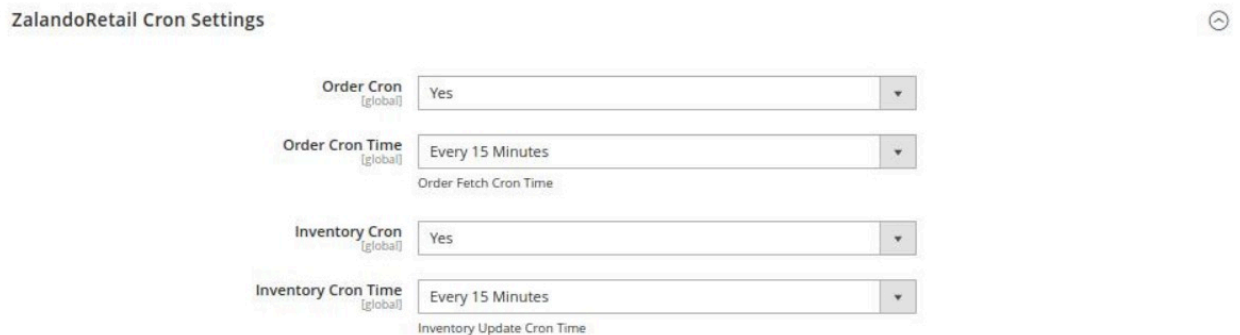 ZalandoRetail Cron Settings
Order Cron
[global]
Yes
Order Cron Time
[global]
Every 15 Minutes
Order Fetch Cron Time
Inventory Cron
[global]
Yes
Inventory Cron Time
[global]
Every 15 Minutes
Inventory Update Cron Time